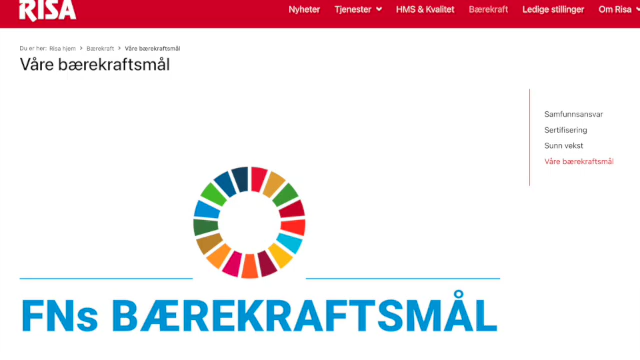 RISA
Nyheter Tjenester HMS & Kvalitet Bærekraft Ledige stillinger Om Risa
Du er her: Risa hjem > Bærekraft > Våre bærekraftsmål
Våre bærekraftsmål
Samfunnsansvar
Sertifisering
Sunn vekst
Våre bærekraftsmål
FNs BÆREKRAFTSMÅL